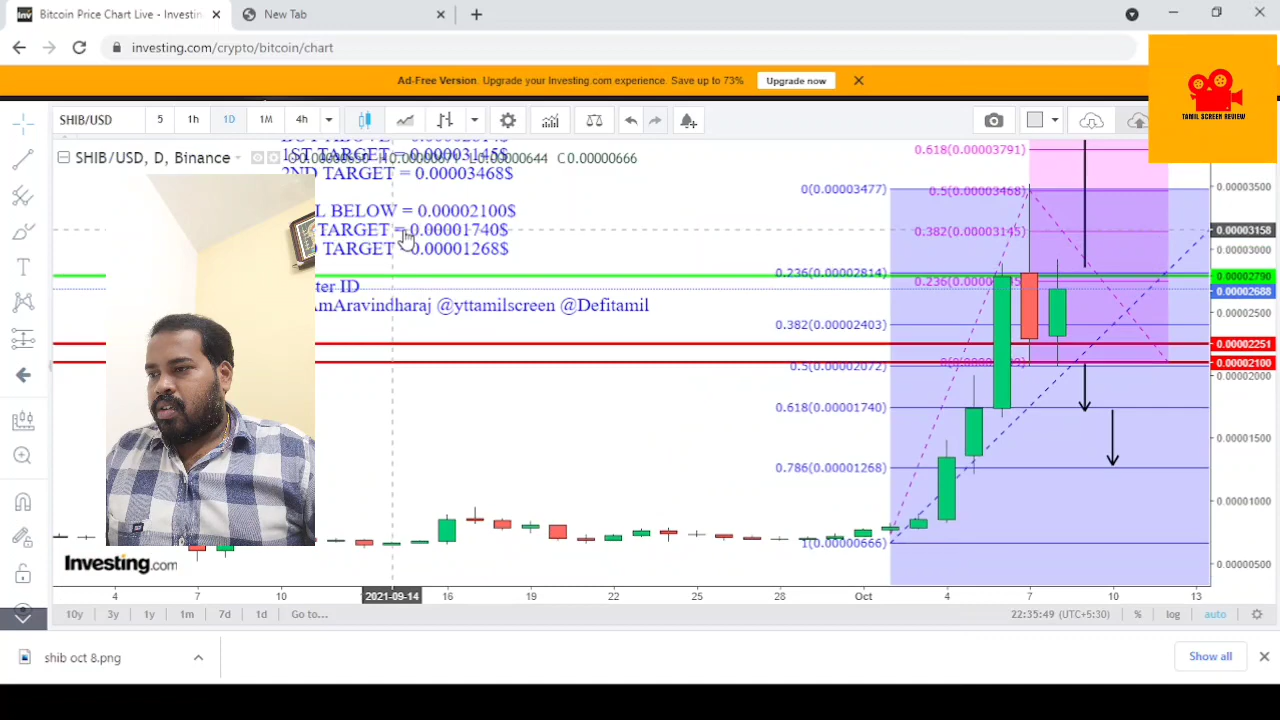 Bitcoin Price Chart Live - Investin
New Tab
investing.com/crypto/bitcoin/chart
Ad-Free Version. Upgrade your Investing.com experience. Save up to 73%
Upgrade now
TAMIL SCREEN REVIEW
SHIB/USD
5
1h
1D
1M
4h
SHIB/USD, D, Binance
L0.00000644 C0.00000666
1ST TARGET = 0.00003145$
2ND TARGET = 0.00003468$
L BELOW = 0.00002100$
TARGET = 0.00001740$
TARGET 0.00001268$
ter ID
AmAravindharaj @yttamilscreen @Defitamil
0.618(0.00003791)
0(0.00003477)
0.5(0.00003468)
0.382(0.00003145)
0.236(0.00002814)
0.382(0.00002403)
0.5(0.00002072)
0.618(0.00001740)
0.786(0.00001268)
1(0.00000666)
0.00003500
0.00003158
0.00003000
0.00002790
0.00002688
0.00002500
0.00002251
0.00002100
0.00002000
0.00001500
0.00001000
0.00000500
Investing.com
4
7
10
2021-09-14
16
19
22
25
28
Oct
4
7
10
13
10y
3y
1y
1m
7d
1d
Go to...
22:35:49 (UTC+5:30)
%
log
auto
shib oct 8.png
Show all